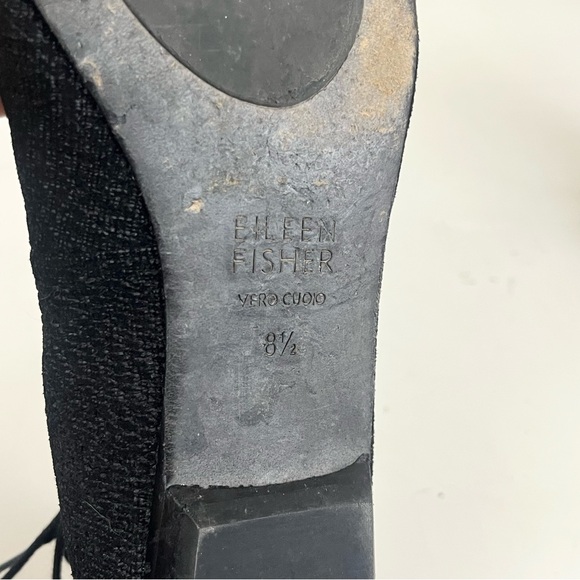 EILEEN
FISHER
VERO CUOIO
8½